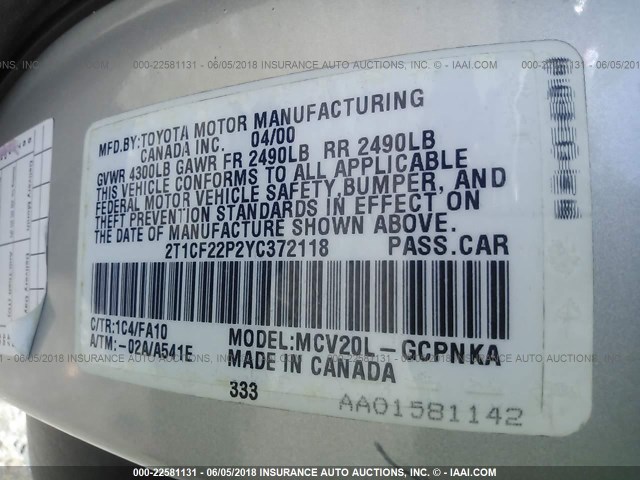 000-22581131 - 06/05/2018 INSURANCE AUTO AUCTIONS, INC. © - IAAI.COM
MFD.BY:TOYOTA MOTOR MANUFACTURING
CANADA INC. 04/00
GVWR 4300LB GAWR FR 2490LB RR 2490LB
THIS VEHICLE CONFORMS TO ALL APPLICABLE
FEDERAL MOTOR VEHICLE SAFETY,BUMPER, AND
THEFT PREVENTION STANDARDS IN EFFECT ON
THE DATE OF MANUFACTURE SHOWN ABOVE.
2T1CF22P2YC372118 PASS.CAR
C/TR:1C4/FA10
A/TM:-02A/A541E MODEL:MCV20L-GCPNKA
MADE IN CANADA
333 AA01581142
000-22581131 - 06/05/2018 INSURANCE AUTO AUCTIONS, INC. © - IAAI.COM